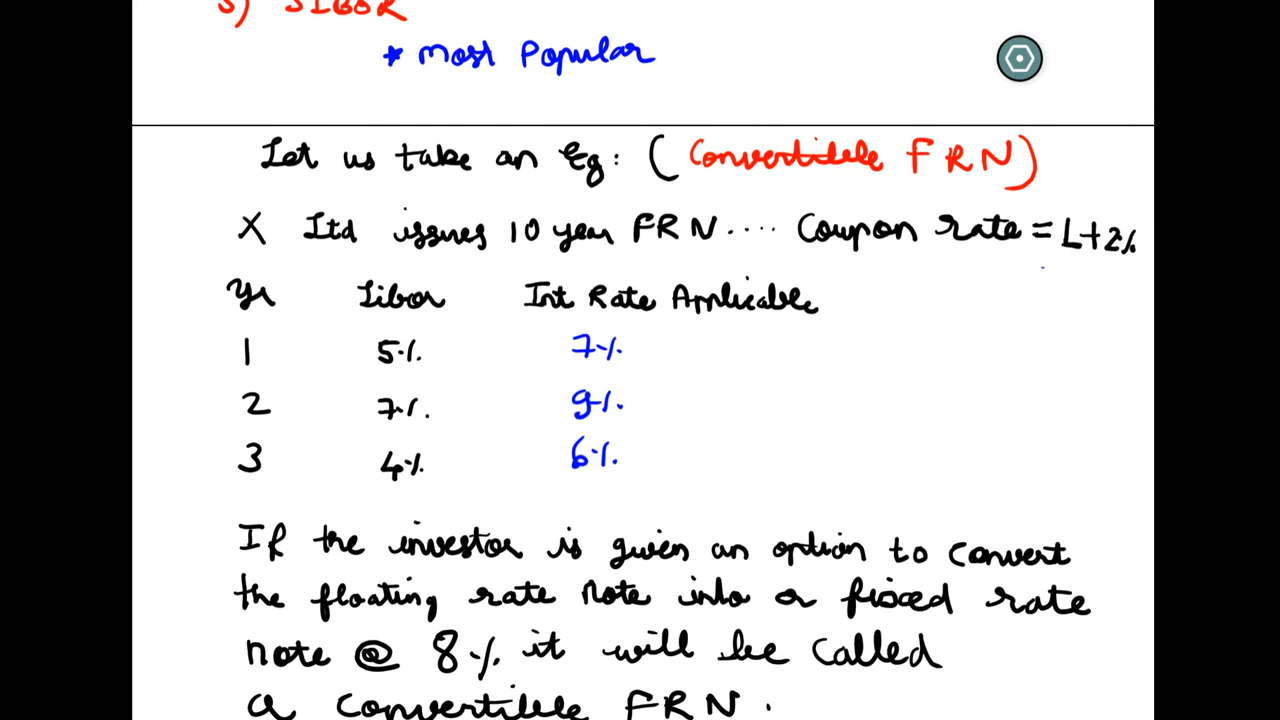 3) SIBOR
* Most Popular
Let us take an Eg: (Convertible FRN)
X Ltd issues 10 year FRN.... Coupon rate = L+2%
Yr Libor Int Rate Applicable
1 5% 7%
2 7% 9%
3 4% 6%
If the investor is given an option to convert
the floating rate note into a fixed rate
note @ 8% it will be called
a convertible FRN.